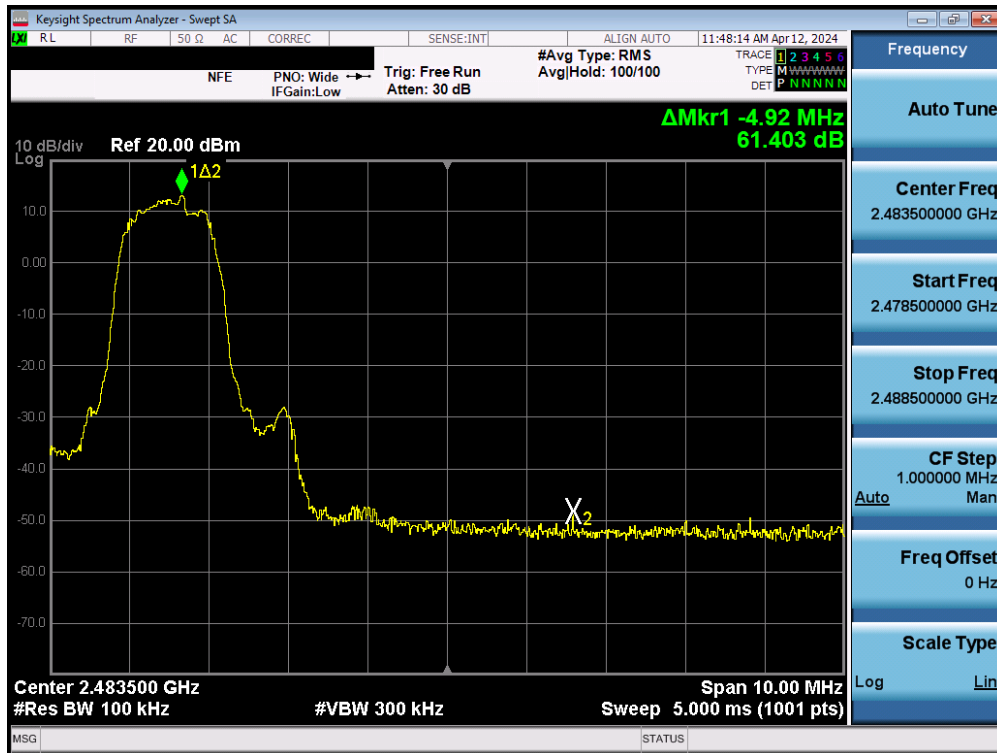 Keysight Spectrum Analyzer - Swept SA
LXI RL RF 50 Ω AC CORREC SENSE:INT ALIGN AUTO 11:48:14 AM Apr 12, 2024
NFE
PNO: Wide
IFGain:Low
Trig: Free Run
Atten: 30 dB
#Avg Type: RMS
Avg|Hold: 100/100
TRACE 1 2 3 4 5 6
TYPE M WWWWW
DET P N N N N N
ΔMkr1 -4.92 MHz
61.403 dB
10 dB/div
Log
Ref 20.00 dBm
1Δ2
10.0
0.00
-10.0
-20.0
-30.0
-40.0
-50.0
-60.0
-70.0
X2
Center 2.483500 GHz
Span 10.00 MHz
#Res BW 100 kHz
#VBW 300 kHz
Sweep 5.000 ms (1001 pts)
MSG
STATUS
Frequency
Auto Tune
Center Freq
2.483500000 GHz
Start Freq
2.478500000 GHz
Stop Freq
2.488500000 GHz
CF Step
1.000000 MHz
Auto Man
Freq Offset
0 Hz
Scale Type
Log Lin